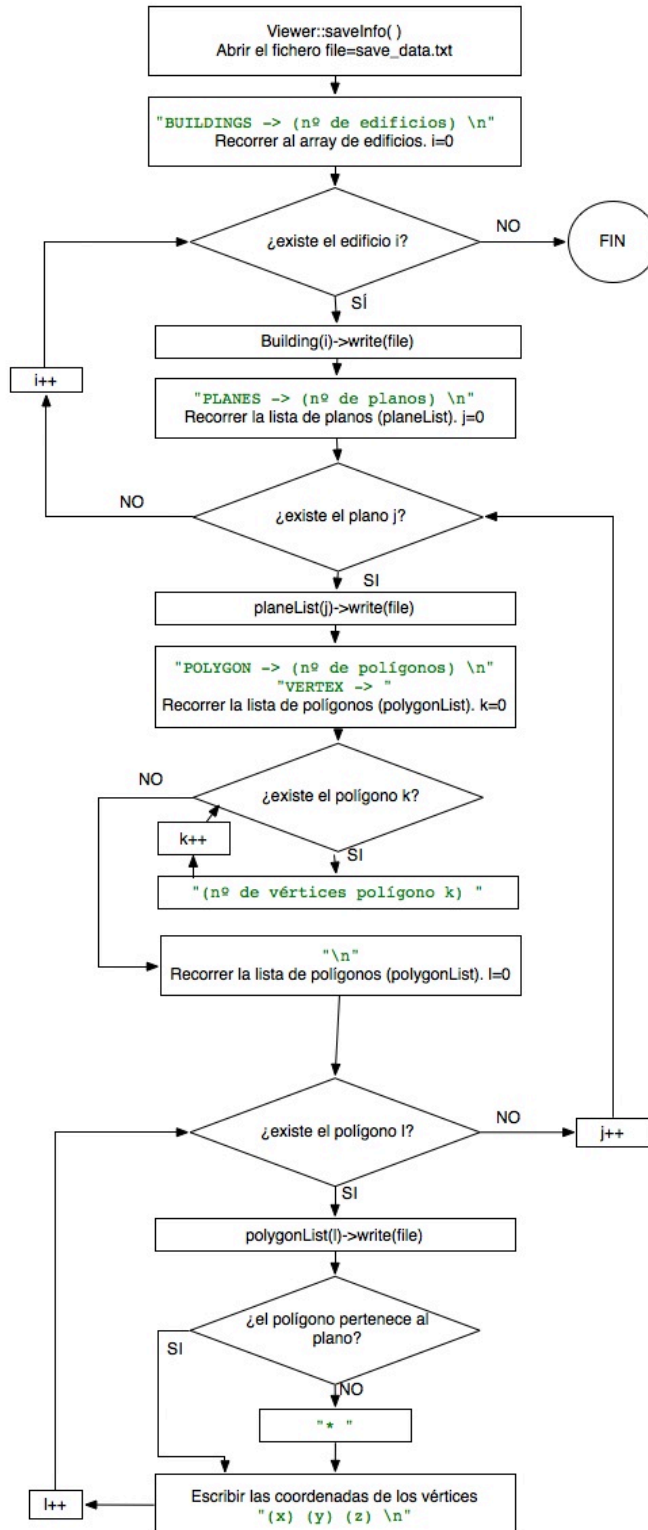 Viewer::saveInfo( )
Abrir el fichero file=save_data.txt
"BUILDINGS -> (nº de edificios) \n"
Recorrer al array de edificios. i=0
¿existe el edificio i?
NO
FIN
SÍ
Building(i)->write(file)
i++
"PLANES -> (nº de planos) \n"
Recorrer la lista de planos (planeList). j=0
NO
¿existe el plano j?
SI
planeList(j)->write(file)
"POLYGON -> (nº de polígonos) \n"
"VERTEX -> "
Recorrer la lista de polígonos (polygonList). k=0
NO
¿existe el polígono k?
k++
SI
"(nº de vértices polígono k) "
"\n"
Recorrer la lista de polígonos (polygonList). l=0
¿existe el polígono l?
NO
j++
SI
polygonList(l)->write(file)
¿el polígono pertenece al
plano?
SI
NO
"* "
Escribir las coordenadas de los vértices
"(x) (y) (z) \n"
l++